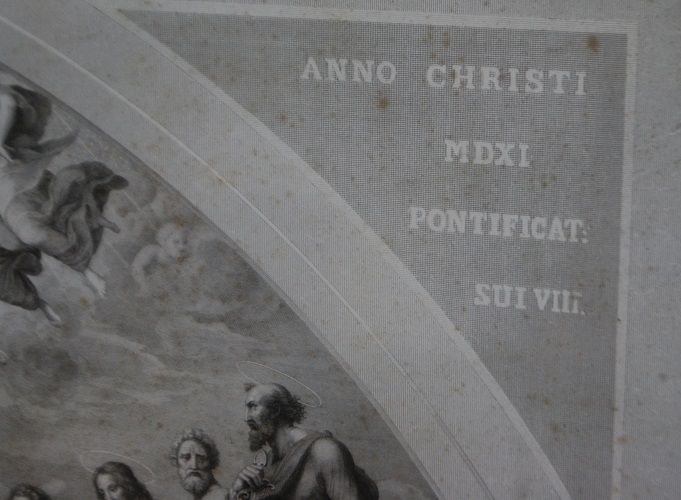 ANNO CHRISTI
MDXI
PONTIFICAT:
SUI VIII.